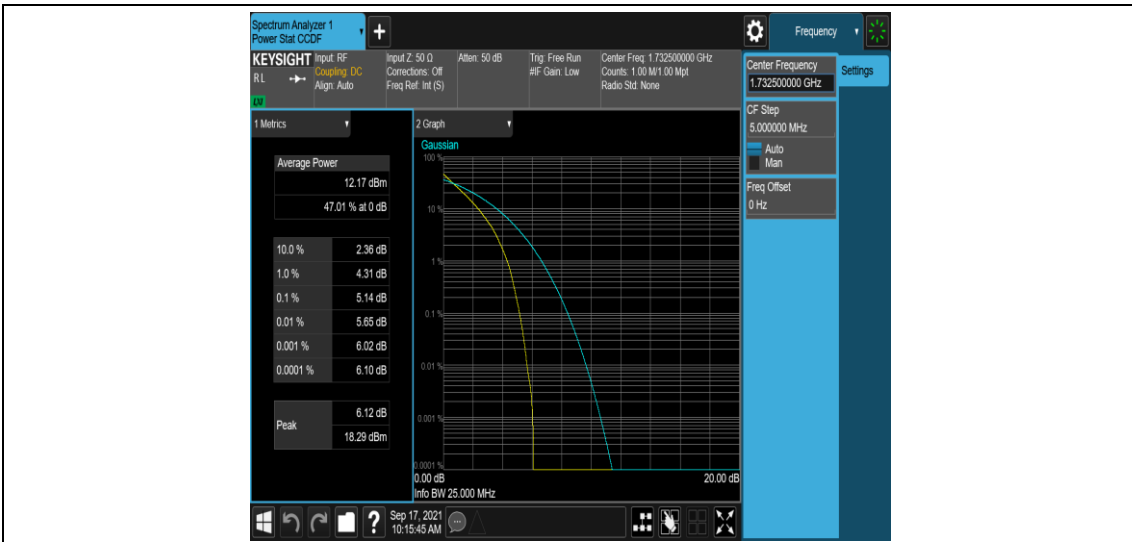 Spectrum Analyzer 1
Power Stat CCDF
+
Frequency
KEYSIGHT
RL
LXI
Input: RF
Coupling: DC
Align: Auto
Input Z: 50 Ω
Corrections: Off
Freq Ref: Int (S)
Atten: 50 dB
Trig: Free Run
#IF Gain: Low
Center Freq: 1.732500000 GHz
Counts: 1.00 M/1.00 Mpt
Radio Std: None
Center Frequency
1.732500000 GHz
Settings
CF Step
5.000000 MHz
Auto
Man
Freq Offset
0 Hz
1 Metrics
Average Power
12.17 dBm
47.01 % at 0 dB
10.0 % 2.36 dB
1.0 % 4.31 dB
0.1 % 5.14 dB
0.01 % 5.65 dB
0.001 % 6.02 dB
0.0001 % 6.10 dB
Peak
6.12 dB
18.29 dBm
2 Graph
Gaussian
100 %
10 %
1 %
0.1 %
0.01 %
0.001 %
0.0001 %
0.00 dB 20.00 dB
Info BW 25.000 MHz
?
Sep 17, 2021
10:15:45 AM